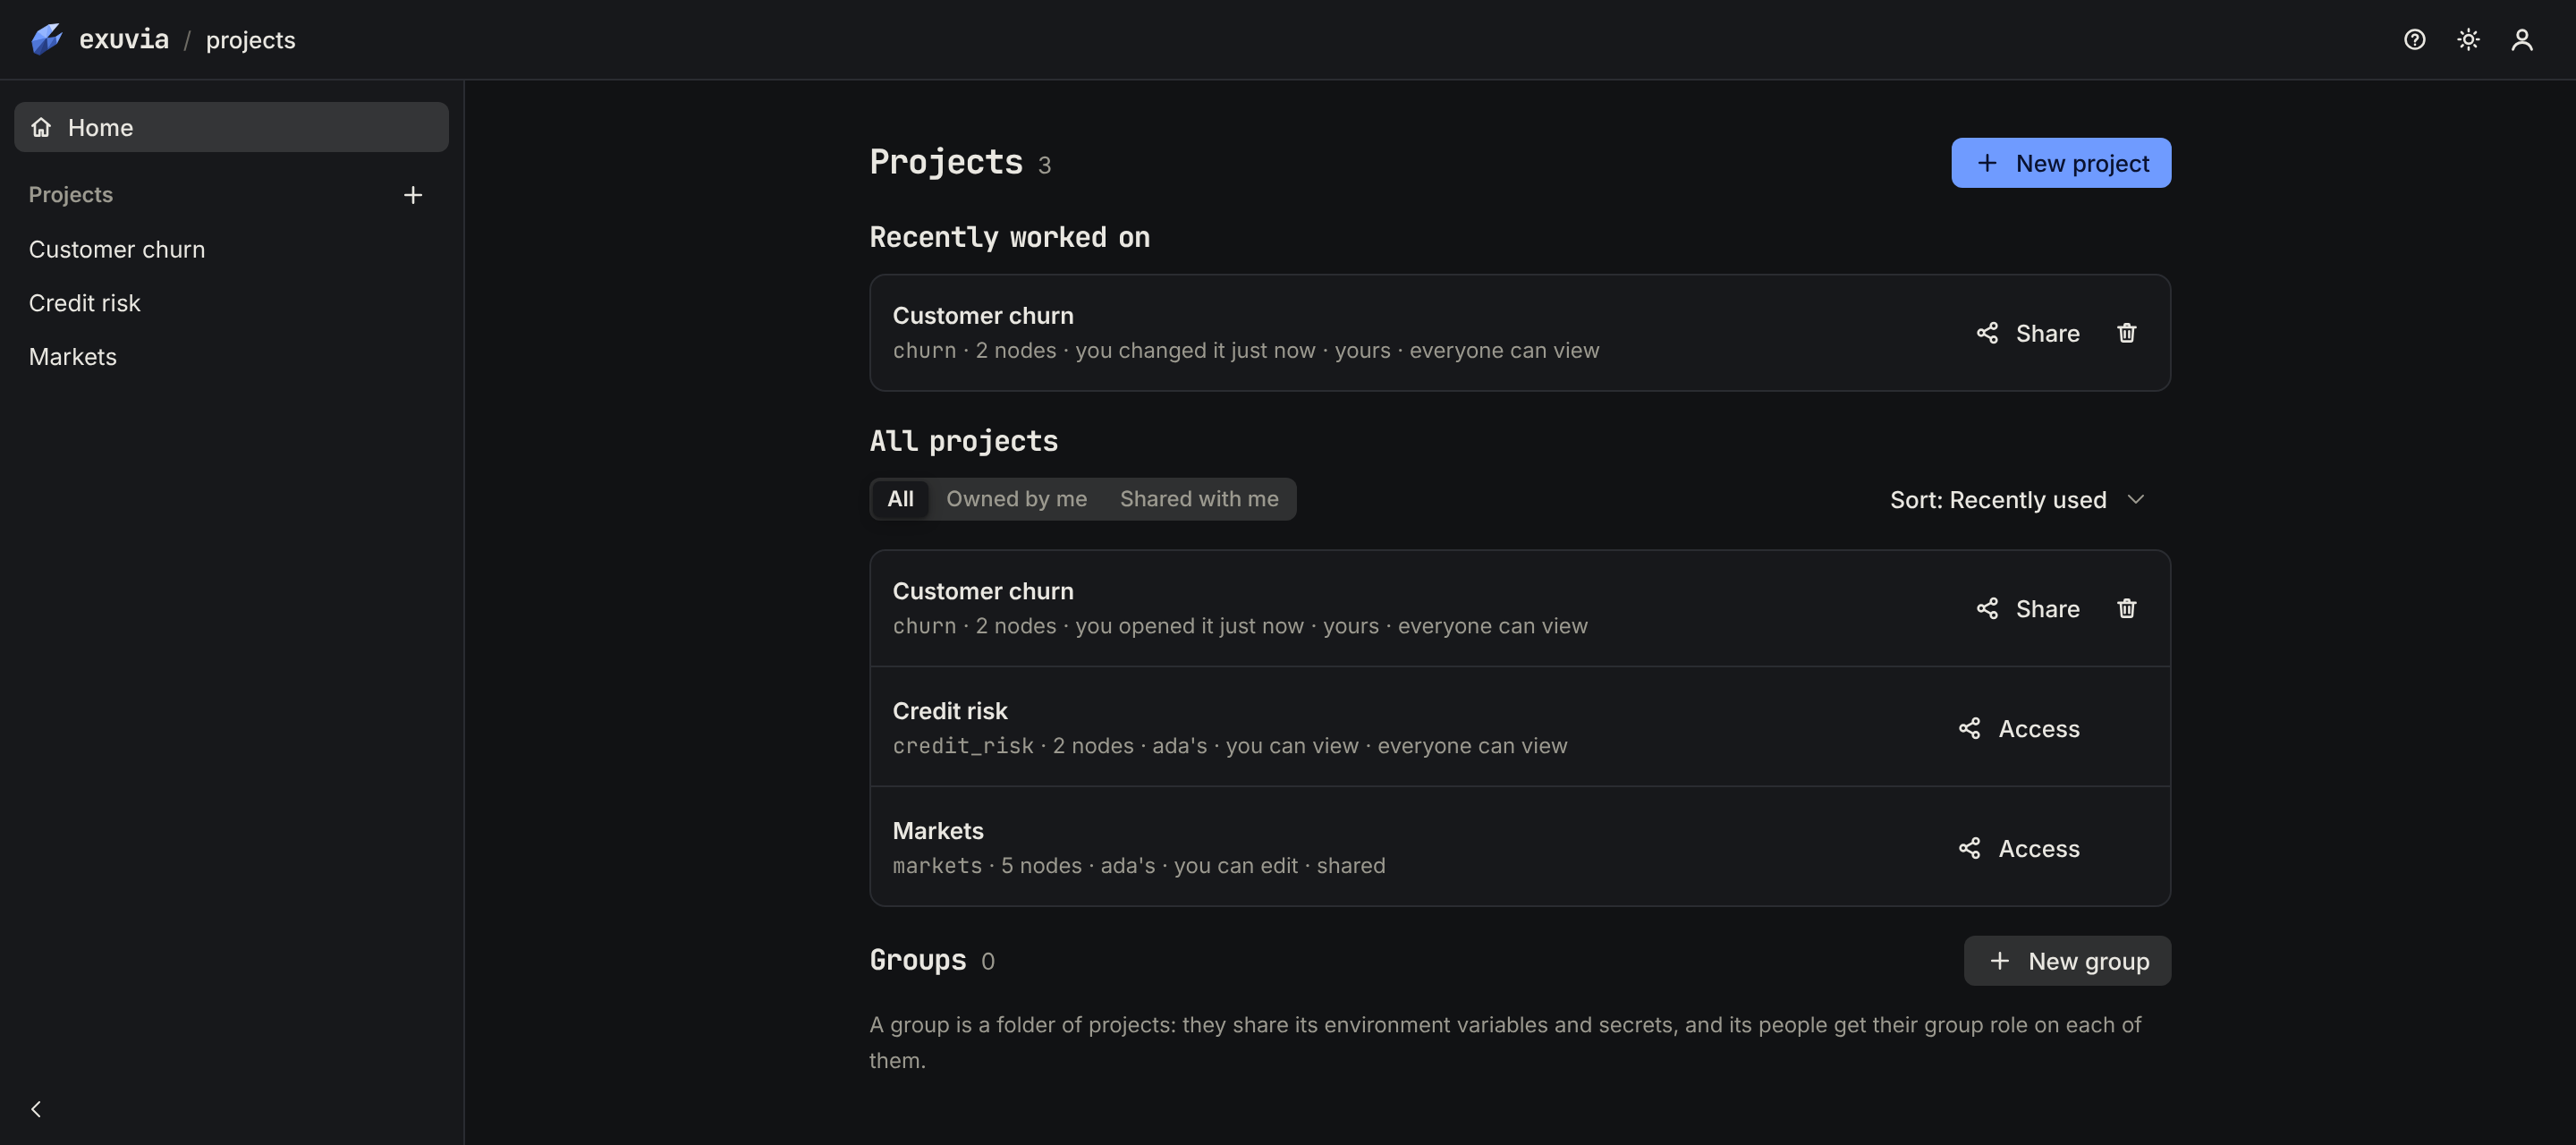 exuvia / projects
Home
Projects
Customer churn
Credit risk
Markets
Projects 3
New project
Recently worked on
Customer churn
churn · 2 nodes · you changed it just now · yours · everyone can view
Share
All projects
All Owned by me Shared with me
Sort: Recently used
Customer churn
churn · 2 nodes · you opened it just now · yours · everyone can view
Share
Credit risk
credit_risk · 2 nodes · ada's · you can view · everyone can view
Access
Markets
markets · 5 nodes · ada's · you can edit · shared
Access
Groups 0
New group
A group is a folder of projects: they share its environment variables and secrets, and its people get their group role on each of
them.